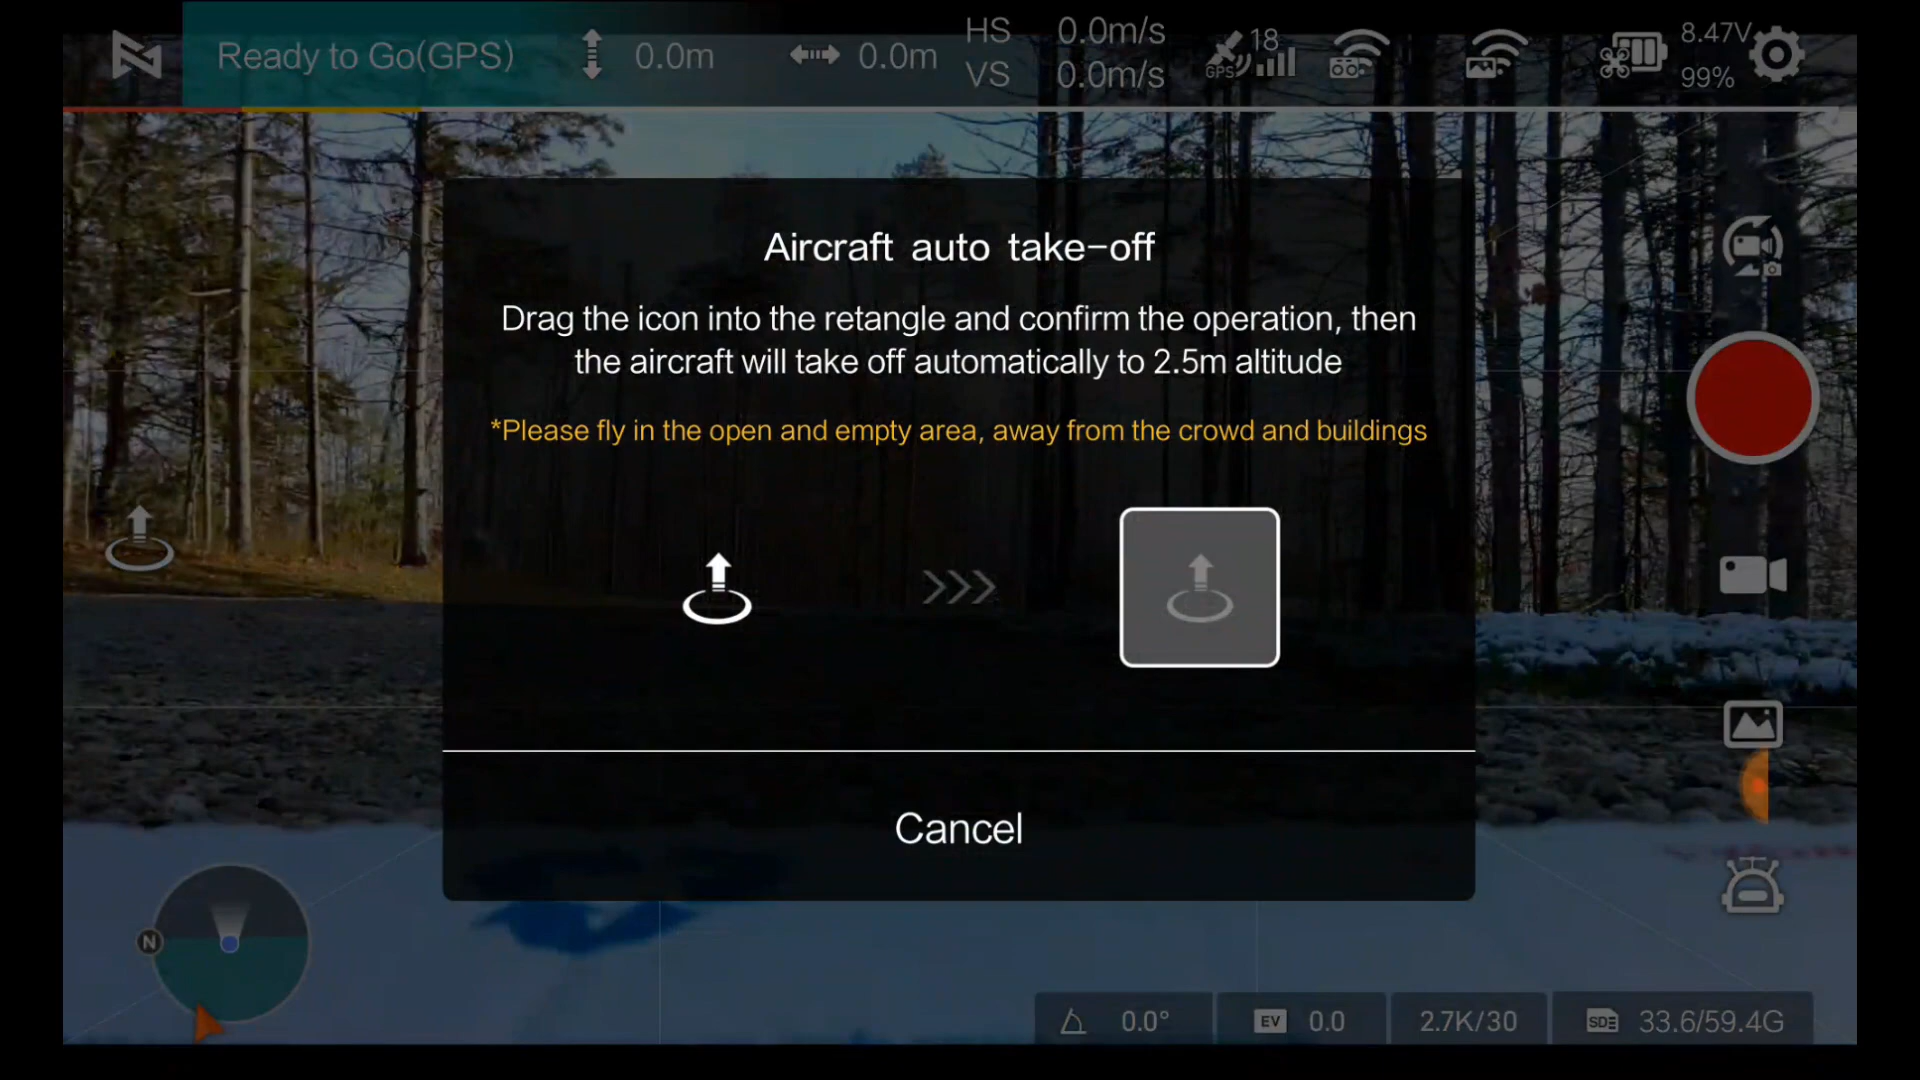 Ready to Go(GPS)
0.0m
0.0m
HS 0.0m/s
VS 0.0m/s
GPS 18
8.47V
99%
Aircraft auto take-off
Drag the icon into the retangle and confirm the operation, then
the aircraft will take off automatically to 2.5m altitude
*Please fly in the open and empty area, away from the crowd and buildings
Cancel
N
0.0°
EV 0.0
2.7K/30
SD 33.6/59.4G